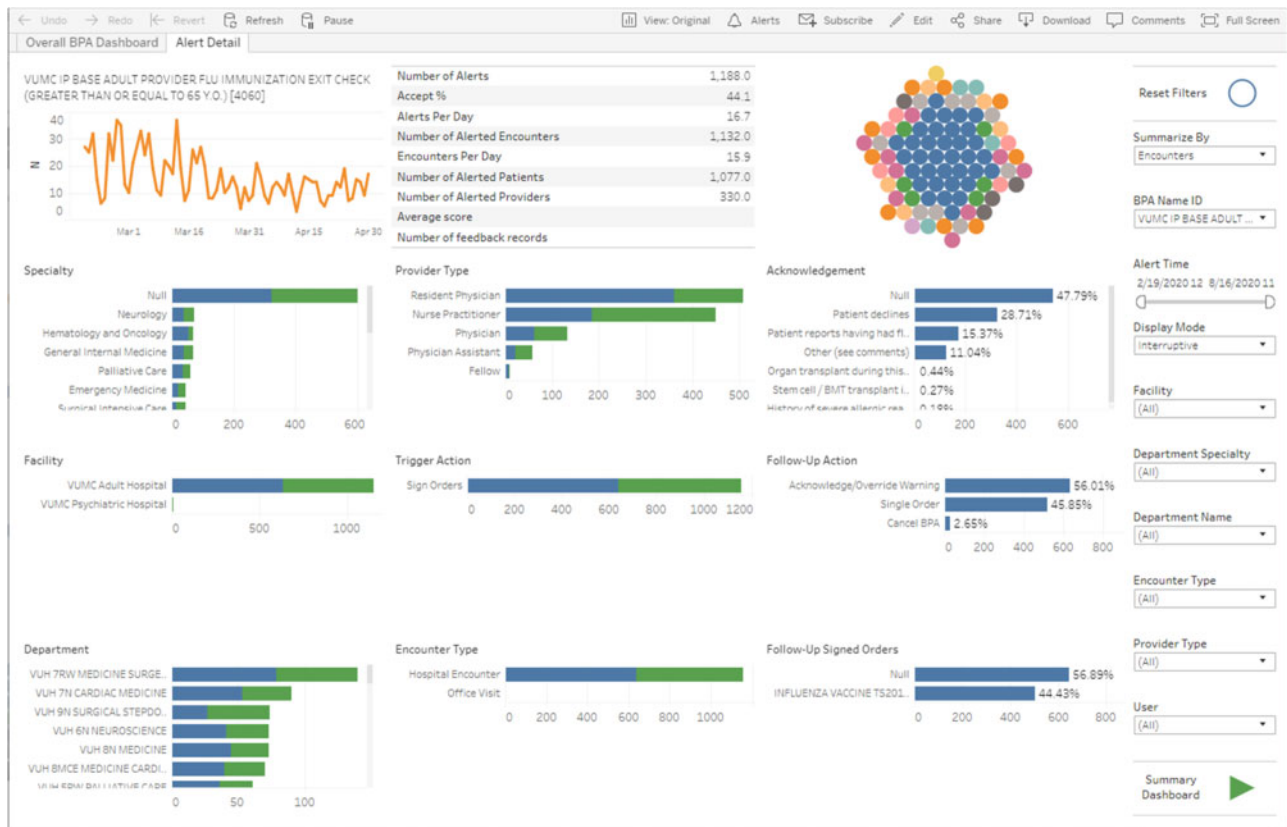 Undo Redo Revert Refresh Pause View: Original Alerts Subscribe Edit Share Download Comments Full Screen
Overall BPA Dashboard Alert Detail
VUMC IP BASE ADULT PROVIDER FLU IMMUNIZATION EXIT CHECK
(GREATER THAN OR EQUAL TO 65 Y.O.) [4060]
40
30
20
10
0
N
Mar 1 Mar 16 Mar 31 Apr 15 Apr 30
Number of Alerts 1,188.0
Accept % 44.1
Alerts Per Day 16.7
Number of Alerted Encounters 1,132.0
Encounters Per Day 15.9
Number of Alerted Patients 1,077.0
Number of Alerted Providers 330.0
Average score
Number of feedback records
Reset Filters
Summarize By
Encounters
BPA Name ID
VUMC IP BASE ADULT ...
Alert Time
2/19/2020 12 8/16/2020 11
Display Mode
Interruptive
Facility
(All)
Department Specialty
(All)
Department Name
(All)
Encounter Type
(All)
Provider Type
(All)
User
(All)
Summary
Dashboard
Specialty
Null
Neurology
Hematology and Oncology
General Internal Medicine
Palliative Care
Emergency Medicine
Surgical Intensive Care
0 200 400 600
Provider Type
Resident Physician
Nurse Practitioner
Physician
Physician Assistant
Fellow
0 100 200 300 400 500
Acknowledgement
Null 47.79%
Patient declines 28.71%
Patient reports having had fl.. 15.37%
Other (see comments) 11.04%
Organ transplant during this.. 0.44%
Stem cell / BMT transplant i.. 0.27%
History of severe allergic rea.. 0.18%
0 200 400 600
Facility
VUMC Adult Hospital
VUMC Psychiatric Hospital
0 500 1000
Trigger Action
Sign Orders
0 200 400 600 800 1000 1200
Follow-Up Action
Acknowledge/Override Warning 56.01%
Single Order 45.85%
Cancel BPA 2.65%
0 200 400 600 800
Department
VUH 7RW MEDICINE SURGE..
VUH 7N CARDIAC MEDICINE
VUH 9N SURGICAL STEPDO..
VUH 6N NEUROSCIENCE
VUH 8N MEDICINE
VUH 8MCE MEDICINE CARDI..
VUH 5RW PALLIATIVE CARE
0 50 100
Encounter Type
Hospital Encounter
Office Visit
0 200 400 600 800 1000
Follow-Up Signed Orders
Null 56.89%
INFLUENZA VACCINE TS201.. 44.43%
0 200 400 600 800